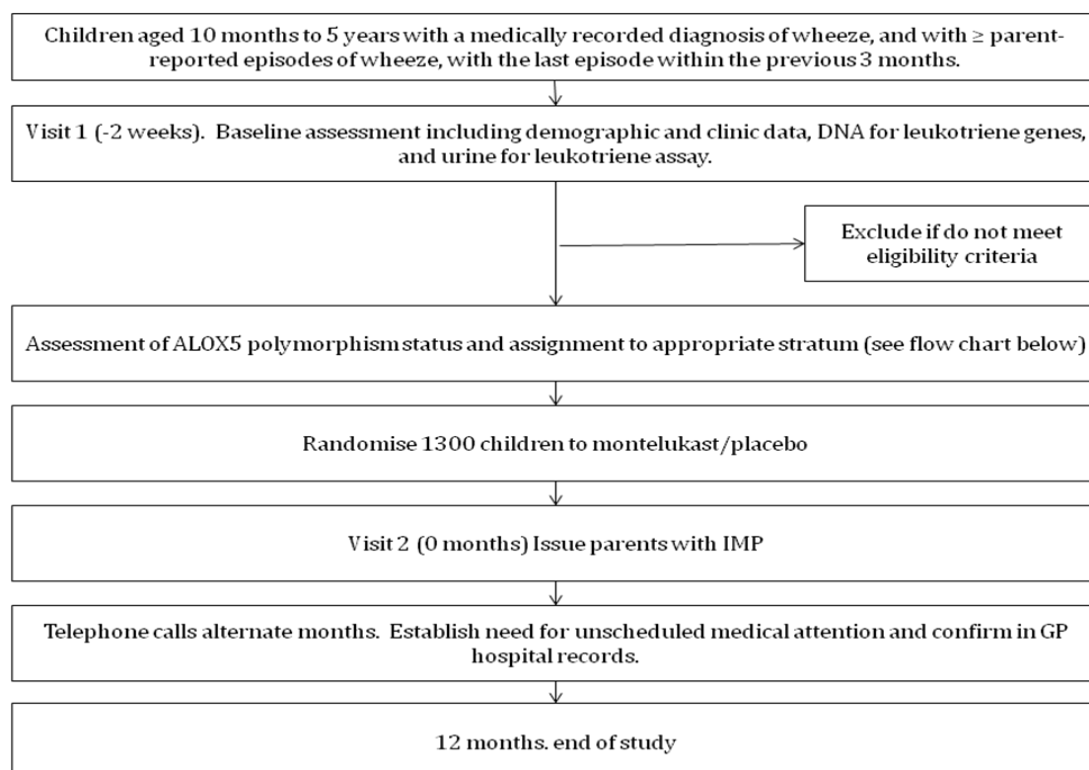 Children aged 10 months to 5 years with a medically recorded diagnosis of wheeze, and with ≥ parent-
reported episodes of wheeze, with the last episode within the previous 3 months.
Visit 1 (-2 weeks). Baseline assessment including demographic and clinic data, DNA for leukotriene genes,
and urine for leukotriene assay.
Exclude if do not meet
eligibility criteria
Assessment of ALOX5 polymorphism status and assignment to appropriate stratum (see flow chart below)
Randomise 1300 children to montelukast/placebo
Visit 2 (0 months) Issue parents with IMP
Telephone calls alternate months. Establish need for unscheduled medical attention and confirm in GP
hospital records.
12 months. end of study